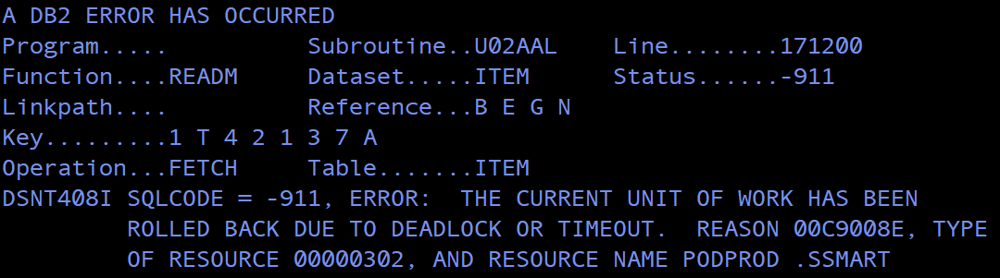 A DB2 ERROR HAS OCCURRED
Program..... Subroutine..U02AAL Line........171200
Function....READM Dataset.....ITEM Status......-911
Linkpath.... Reference...B E G N
Key.........1 T 4 2 1 3 7 A
Operation...FETCH Table.......ITEM
DSNT408I SQLCODE = -911, ERROR: THE CURRENT UNIT OF WORK HAS BEEN
ROLLED BACK DUE TO DEADLOCK OR TIMEOUT. REASON 00C9008E, TYPE
OF RESOURCE 00000302, AND RESOURCE NAME PODPROD .SSMART